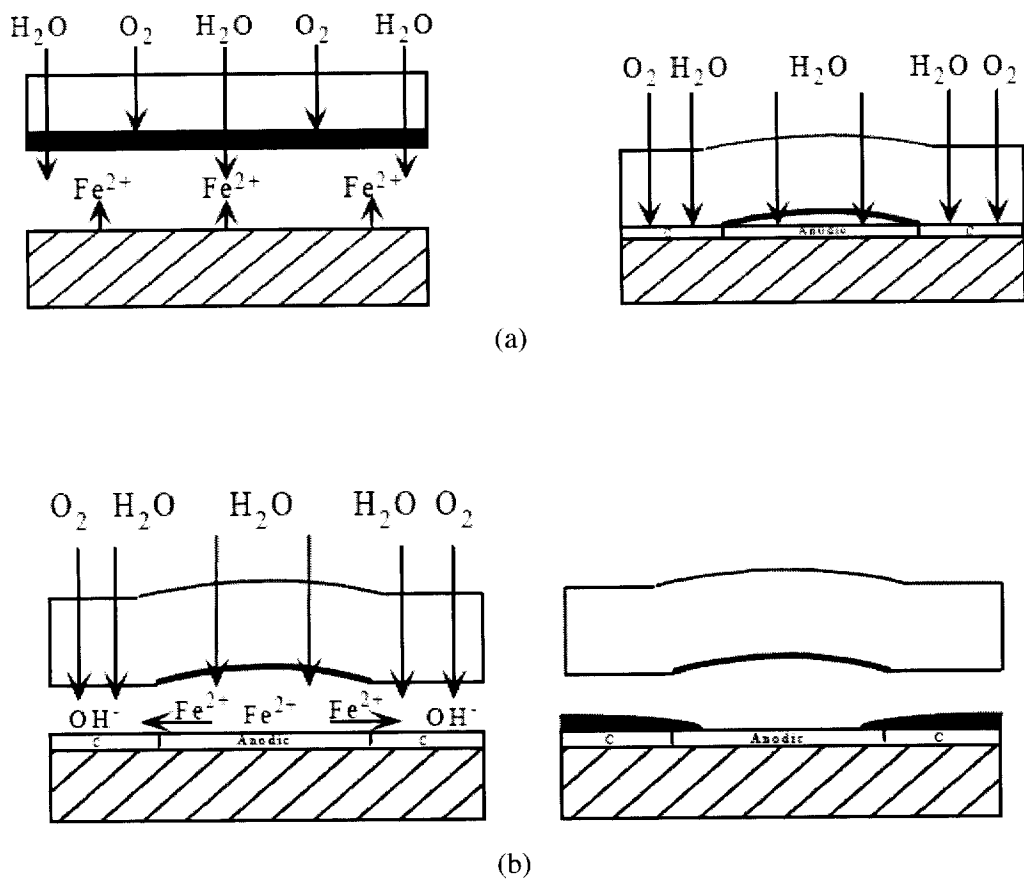 H₂O O₂ H₂O O₂ H₂O
Fe²⁺ Fe²⁺ Fe²⁺
O₂ H₂O H₂O H₂O O₂
C Anodic C
(a)
O₂ H₂O H₂O H₂O O₂
OH⁻ Fe²⁺ Fe²⁺ Fe²⁺ OH⁻
C Anodic C
C Anodic C
(b)